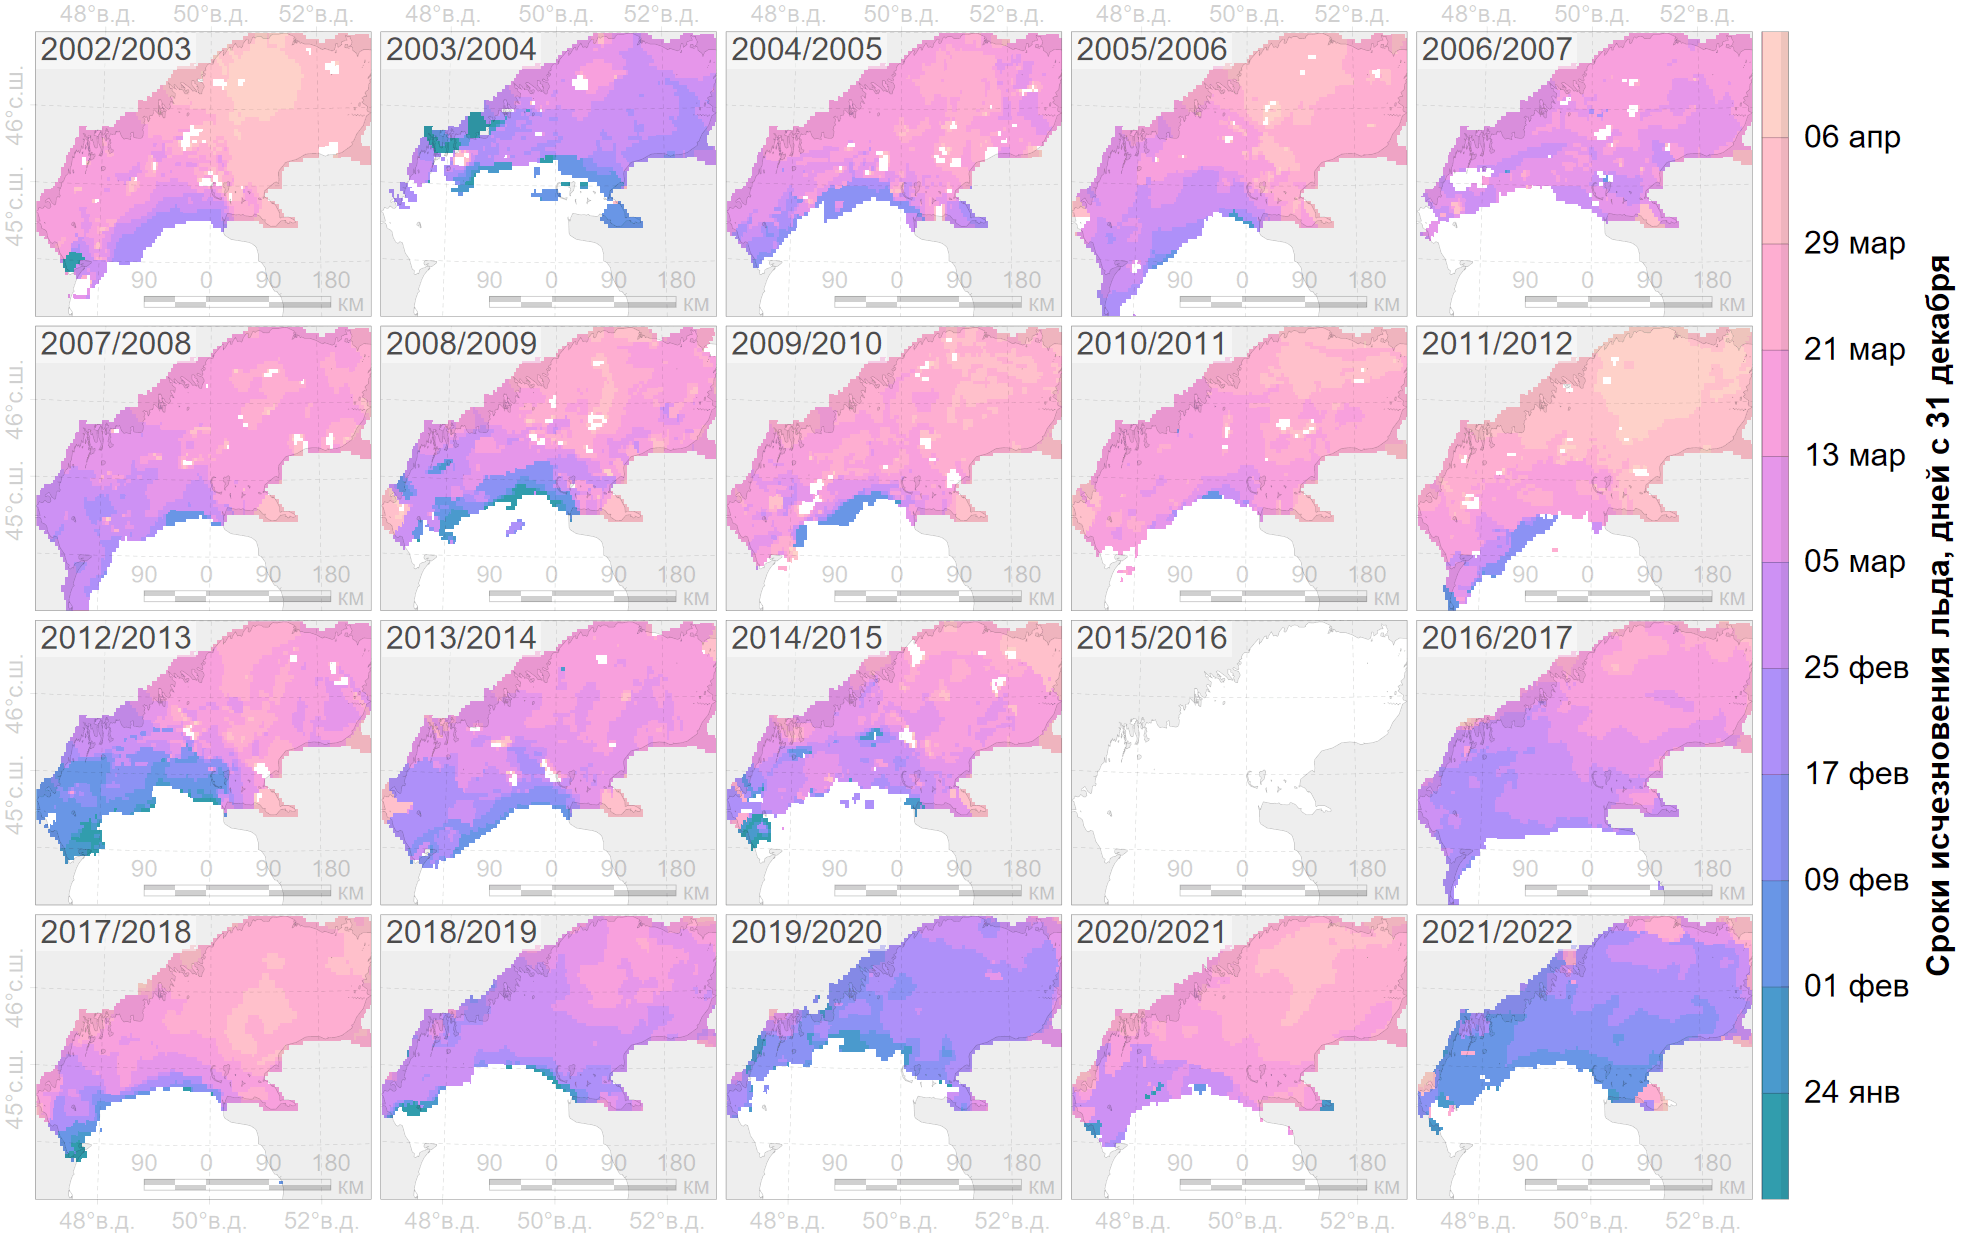 48°в.д. 50°в.д. 52°в.д. 48°в.д. 50°в.д. 52°в.д. 48°в.д. 50°в.д. 52°в.д. 48°в.д. 50°в.д. 52°в.д. 48°в.д. 50°в.д. 52°в.д.
46°с.ш.
45°с.ш.
2002/2003
90 0 90 180
км
2003/2004
90 0 90 180
км
2004/2005
90 0 90 180
км
2005/2006
90 0 90 180
км
2006/2007
90 0 90 180
км
46°с.ш.
45°с.ш.
2007/2008
90 0 90 180
км
2008/2009
90 0 90 180
км
2009/2010
90 0 90 180
км
2010/2011
90 0 90 180
км
2011/2012
90 0 90 180
км
46°с.ш.
45°с.ш.
2012/2013
90 0 90 180
км
2013/2014
90 0 90 180
км
2014/2015
90 0 90 180
км
2015/2016
90 0 90 180
км
2016/2017
90 0 90 180
км
46°с.ш.
45°с.ш.
2017/2018
90 0 90 180
км
2018/2019
90 0 90 180
км
2019/2020
90 0 90 180
км
2020/2021
90 0 90 180
км
2021/2022
90 0 90 180
км
48°в.д. 50°в.д. 52°в.д. 48°в.д. 50°в.д. 52°в.д. 48°в.д. 50°в.д. 52°в.д. 48°в.д. 50°в.д. 52°в.д. 48°в.д. 50°в.д. 52°в.д.
06 апр
29 мар
21 мар
13 мар
05 мар
25 фев
17 фев
09 фев
01 фев
24 янв
Сроки исчезновения льда, дней с 31 декабря